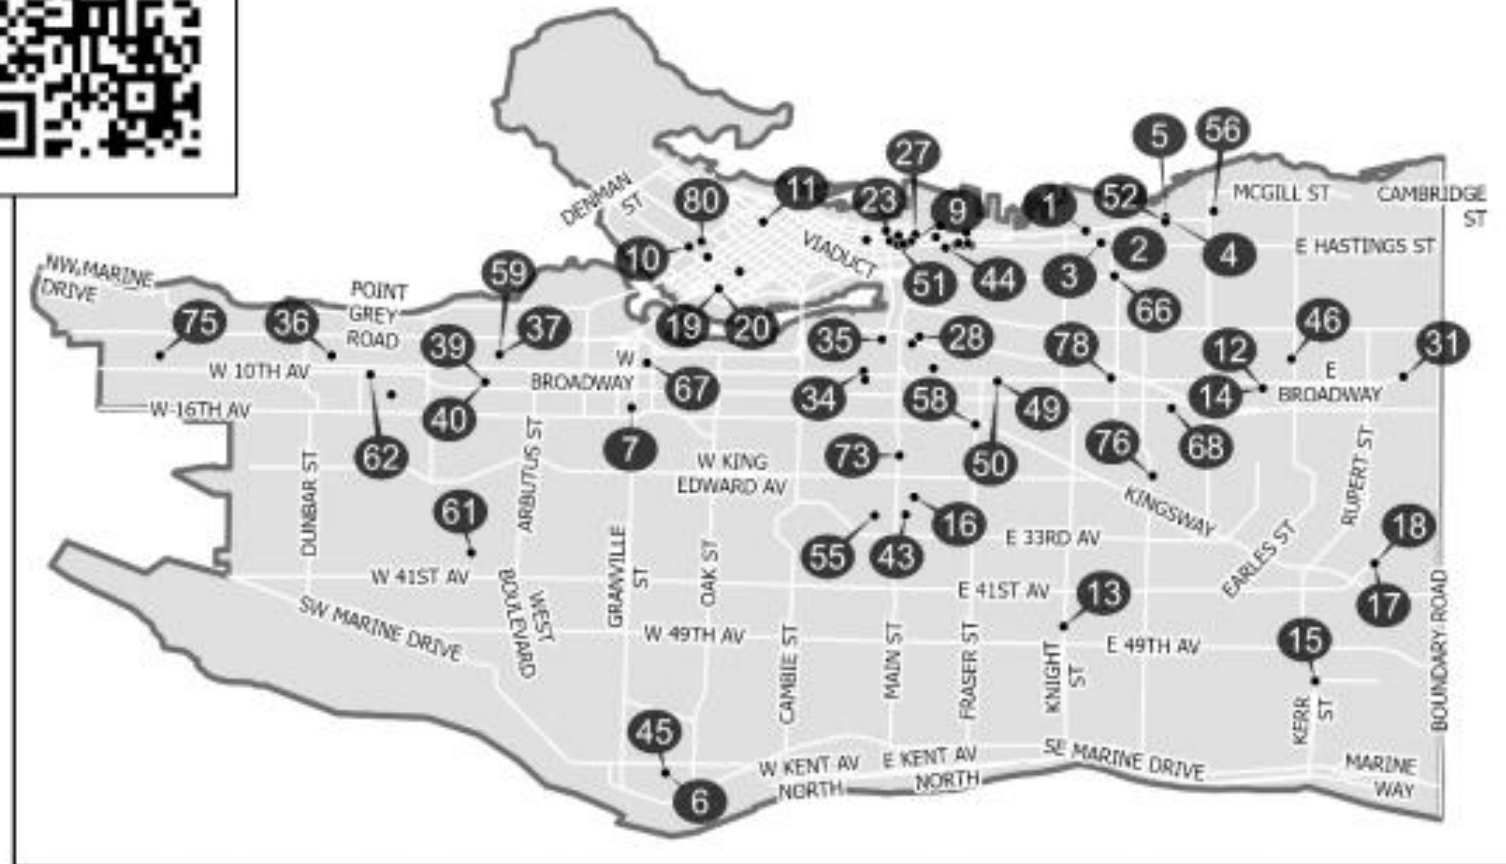 5
56
27
11
23
9
1
52
MCGILL ST
CAMBRIDGE
ST
DENMAN
ST
80
VIADUCT
10
51
44
3
2
4
E HASTINGS ST
NW MARINE
DRIVE
59
POINT
GREY
ROAD
66
75
36
39
37
19
20
35
28
78
12
46
31
W 10TH AV
W
BROADWAY
67
34
58
49
14
E
BROADWAY
W 16TH AV
40
62
7
73
50
76
68
DUNBAR ST
ARBUTUS ST
W KING
EDWARD AV
KINGSWAY
RUPERT ST
61
55
43
16
E 33RD AV
EARLES ST
18
17
W 41ST AV
E 41ST AV
13
SW MARINE DRIVE
WEST
BOULEVARD
GRANVILLE
ST
OAK ST
W 49TH AV
E 49TH AV
CAMBIE ST
MAIN ST
FRASER ST
KNIGHT
ST
15
KERR
ST
BOUNDARY ROAD
45
6
W KENT AV
NORTH
E KENT AV
NORTH
SE MARINE DRIVE
MARINE
WAY